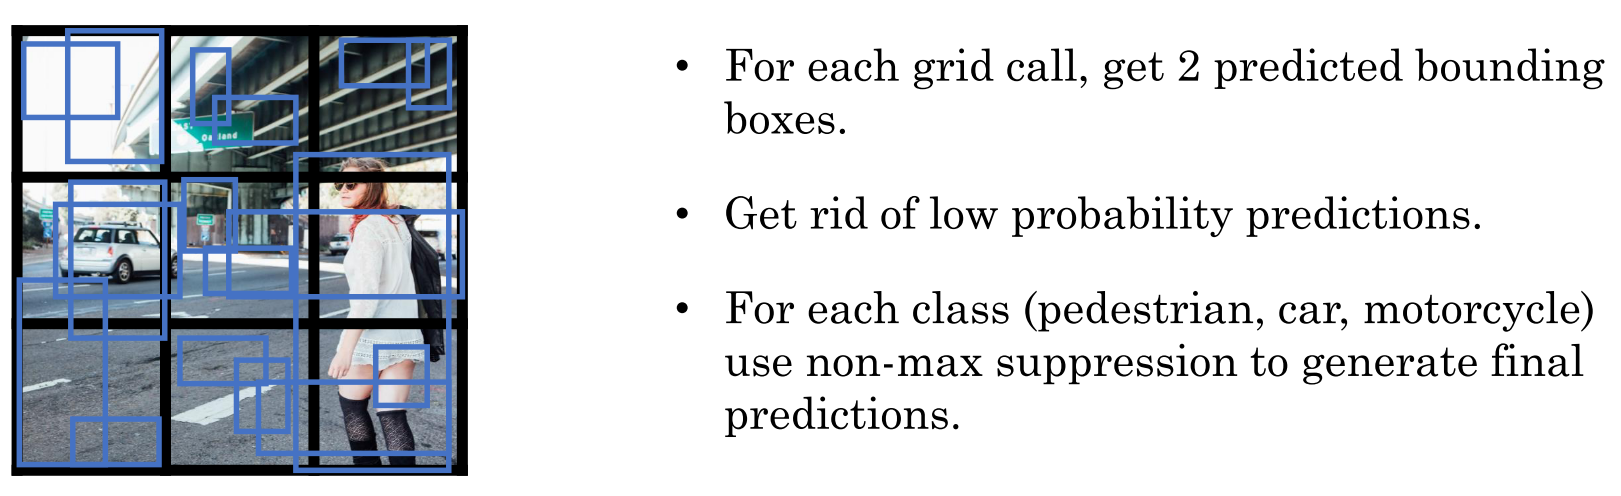 Oakland
• For each grid call, get 2 predicted bounding
boxes.
• Get rid of low probability predictions.
• For each class (pedestrian, car, motorcycle)
use non-max suppression to generate final
predictions.